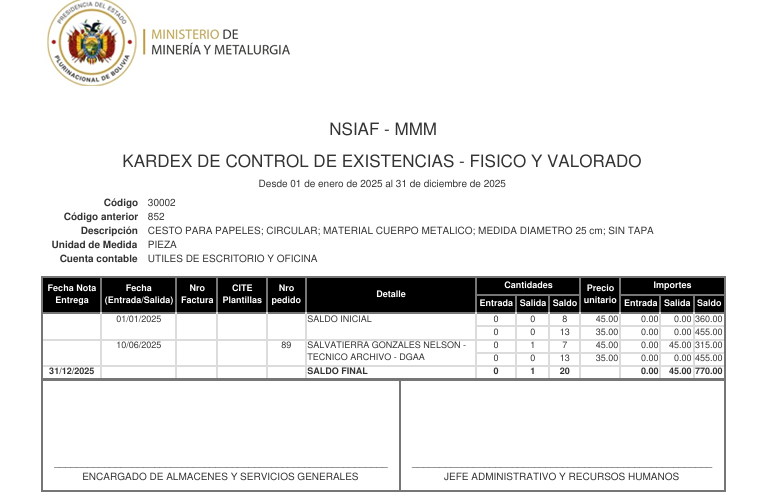 PRESIDENCIA DEL ESTADO
PLURINACIONAL DE BOLIVIA
MINISTERIO DE
MINERÍA Y METALURGIA
NSIAF - MMM
KARDEX DE CONTROL DE EXISTENCIAS - FISICO Y VALORADO
Desde 01 de enero de 2025 al 31 de diciembre de 2025
Código 30002
Código anterior 852
Descripción CESTO PARA PAPELES; CIRCULAR; MATERIAL CUERPO METALICO; MEDIDA DIAMETRO 25 cm; SIN TAPA
Unidad de Medida PIEZA
Cuenta contable UTILES DE ESCRITORIO Y OFICINA
Fecha Nota Entrega Fecha (Entrada/Salida) Nro Factura CITE Plantillas Nro pedido Detalle Cantidades Precio unitario Importes
Entrada Salida Saldo Entrada Salida Saldo
01/01/2025 SALDO INICIAL 0 0 8 45.00 0.00 0.00 360.00
0 0 13 35.00 0.00 0.00 455.00
10/06/2025 89 SALVATIERRA GONZALES NELSON - 0 1 7 45.00 0.00 45.00 315.00
TECNICO ARCHIVO - DGAA 0 0 13 35.00 0.00 0.00 455.00
31/12/2025 SALDO FINAL 0 1 20 0.00 45.00 770.00
ENCARGADO DE ALMACENES Y SERVICIOS GENERALES JEFE ADMINISTRATIVO Y RECURSOS HUMANOS